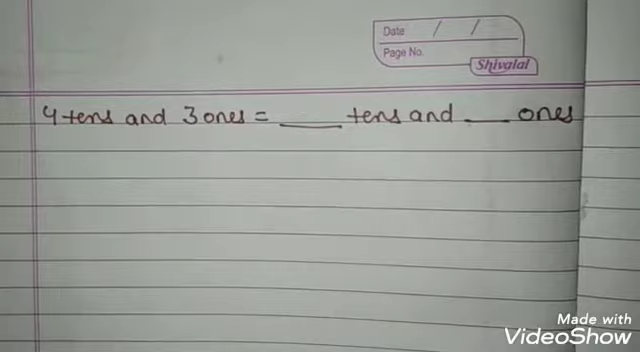 Date / /
Page No.
Shivalal
4 tens and 3 ones = ___ tens and ___ ones
Made with
VideoShow